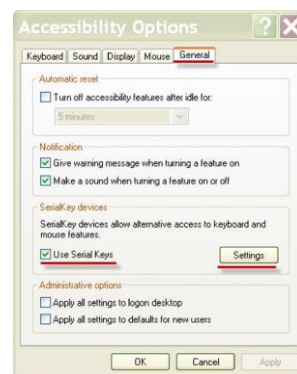 Accessibility Options
Keyboard Sound Display Mouse General
Automatic reset
Turn off accessibility features after idle for:
5 minutes
Notification
Give warning message when turning a feature on
Make a sound when turning a feature on or off
SerialKey devices
SerialKey devices allow alternative access to keyboard and
mouse features.
Use Serial Keys Settings
Administrative options
Apply all settings to logon desktop
Apply all settings to defaults for new users
OK Cancel Apply